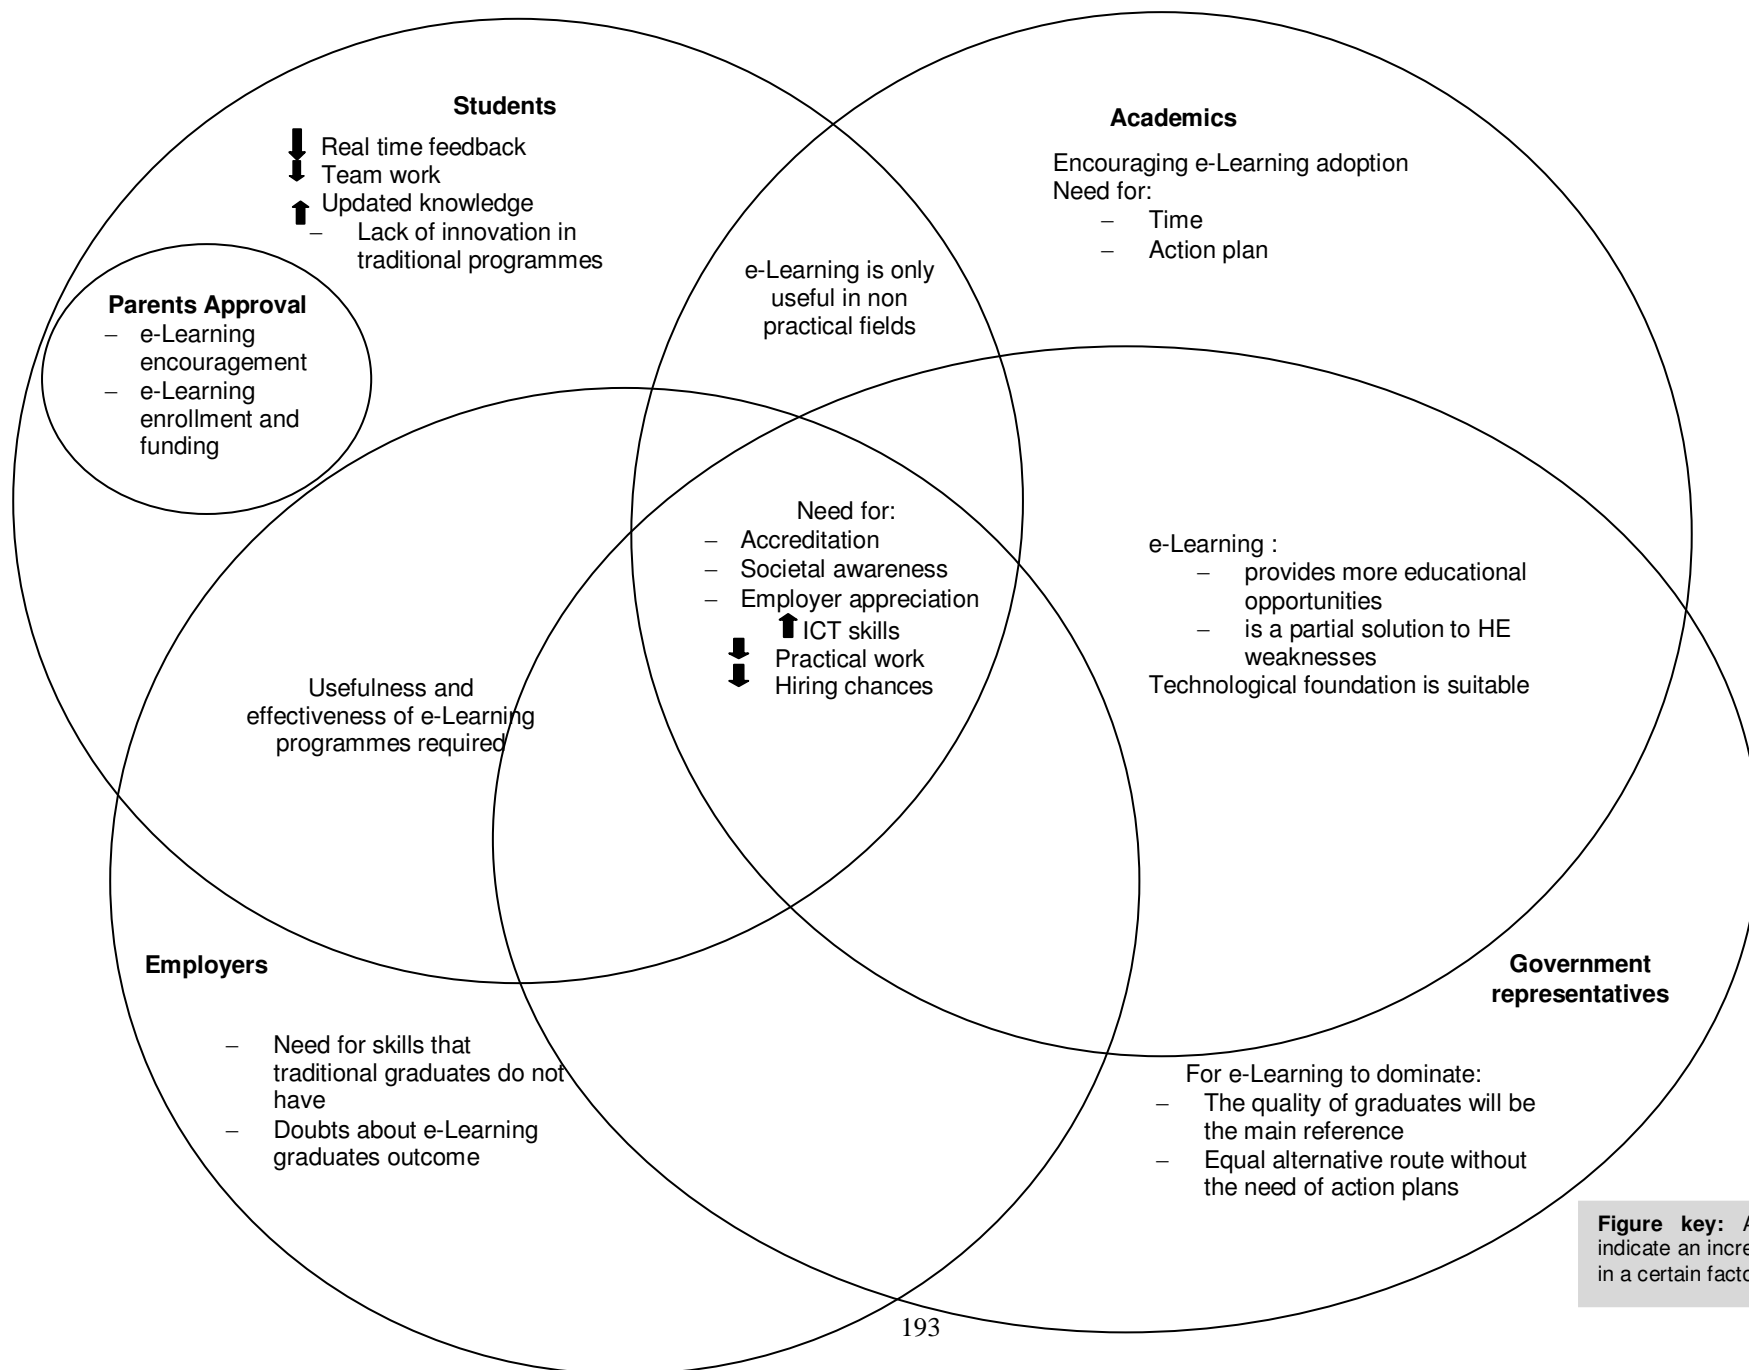 Students
Real time feedback
Team work
Updated knowledge
– Lack of innovation in
traditional programmes
Parents Approval
– e-Learning
encouragement
– e-Learning
enrollment and
funding
e-Learning is only
useful in non
practical fields
Academics
Encouraging e-Learning adoption
Need for:
– Time
– Action plan
Need for:
– Accreditation
– Societal awareness
– Employer appreciation
ICT skills
Practical work
Hiring chances
e-Learning :
– provides more educational
opportunities
– is a partial solution to HE
weaknesses
Technological foundation is suitable
Usefulness and
effectiveness of e-Learning
programmes required
Employers
– Need for skills that
traditional graduates do not
have
– Doubts about e-Learning
graduates outcome
Government
representatives
For e-Learning to dominate:
– The quality of graduates will be
the main reference
– Equal alternative route without
the need of action plans
Figure key:
indicate an
in a certain
193